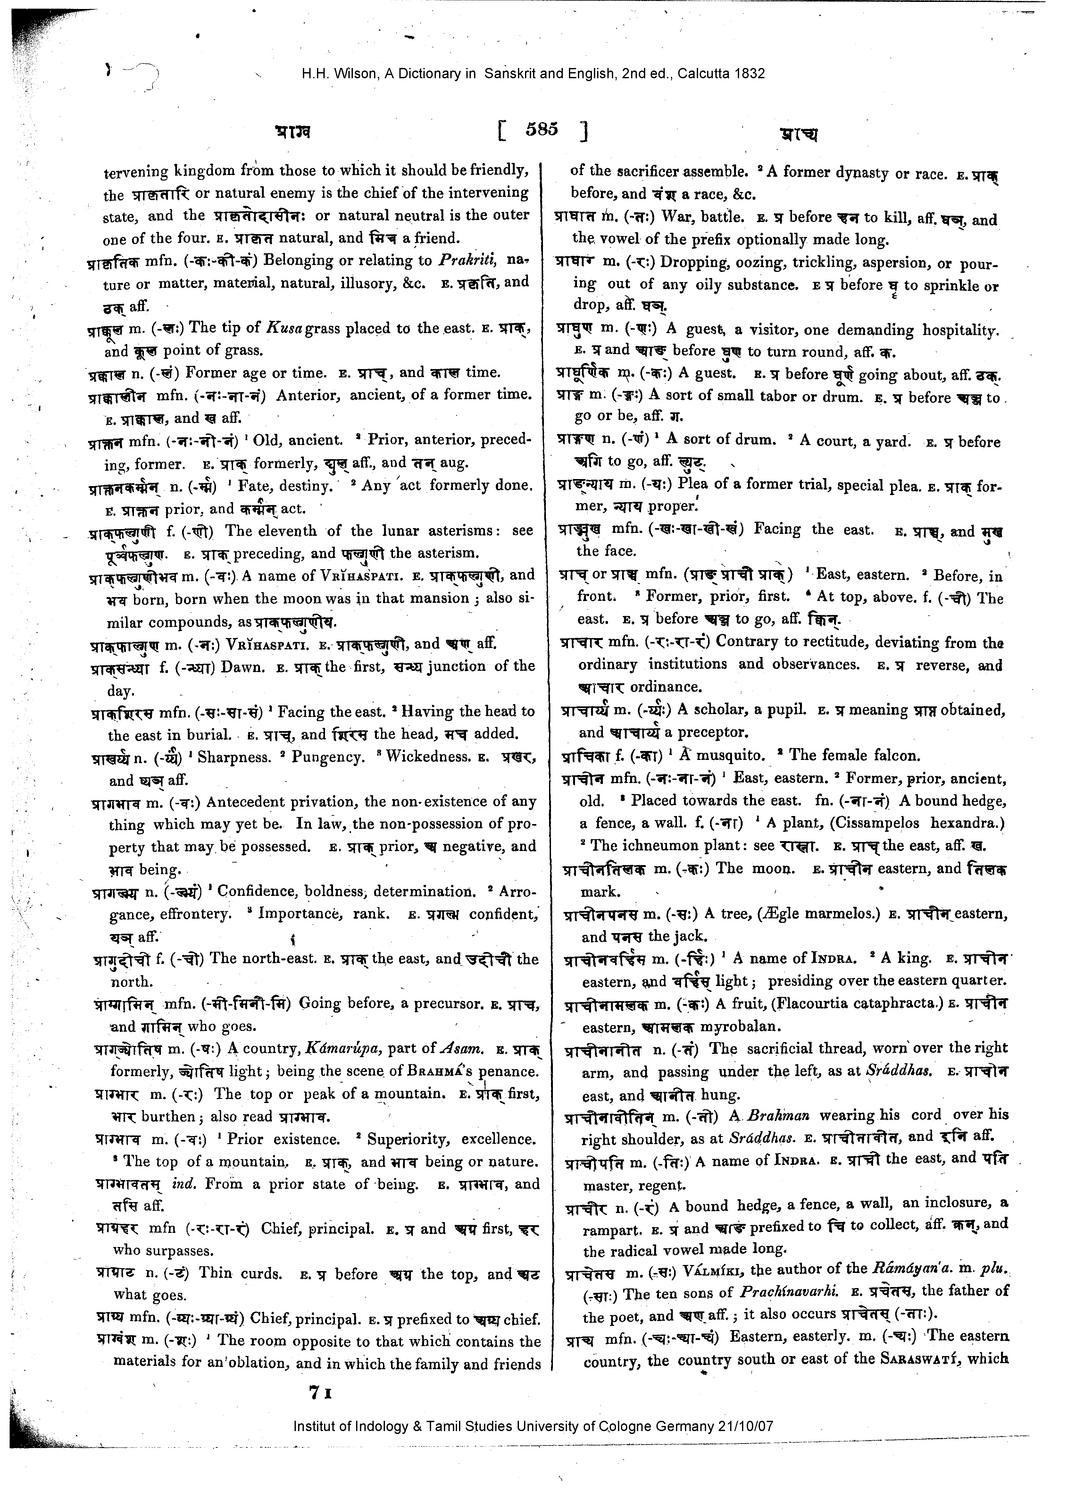 H.H. Wilson, A Dictionary in Sanskrit and English, 2nd ed., Calcutta 1832
प्राख [ 585 ] प्राच्य
tervening kingdom from those to which it should be friendly,
the प्राकृतारि or natural enemy is the chief of the intervening
state, and the प्राकृतोदासीनः or natural neutral is the outer
one of the four. E. प्राकृत natural, and मित्र a friend.
प्राकृतिक mfn. (-कः-की-कं) Belonging or relating to Prakriti, na-
ture or matter, material, natural, illusory, &c. E. प्रकृति, and
ठक् aff.
प्राकूल m. (-लः) The tip of Kusa grass placed to the east. E. प्राक्,
and कूल point of grass.
प्राक्काल n. (-लं) Former age or time. E. प्राच्, and काल time.
प्राक्कालीन mfn. (-नः-ना-नं) Anterior, ancient, of a former time.
E. प्राक्काल, and ख aff.
प्राक्तन mfn. (-नः-नी-नं) ¹ Old, ancient. ² Prior, anterior, preced-
ing, former. E. प्राक् formerly, द्युल् aff., and तन् aug.
प्राक्तनकर्म्मन् n. (-र्म्म) ¹ Fate, destiny. ² Any act formerly done.
E. प्राक्तन prior, and कर्म्मन् act.
प्राक्फल्गुणी f. (-णी) The eleventh of the lunar asterisms: see
पूर्व्वफल्गुणी. E. प्राक् preceding, and फल्गुणी the asterism.
प्राक्फल्गुणीभव m. (-वः) A name of VRĬHASPATI. E. प्राक्फल्गुणी, and
भव born, born when the moon was in that mansion; also si-
milar compounds, as प्राक्फल्गुणीय.
प्राक्फाल्गुण m. (-नः) VRĬHASPATI. E. प्राक्फल्गुणी, and अण् aff.
प्राक्सन्ध्या f. (-न्ध्या) Dawn. E. प्राक् the first, सन्ध्य junction of the
day.
प्राक्शिरस mfn. (-सः-सा-सं) ¹ Facing the east. ² Having the head to
the east in burial. E. प्राच्, and शिरस the head, मच added.
प्राखर्य्य n. (-र्य्यं) ¹ Sharpness. ² Pungency. ³ Wickedness. E. प्रखर,
and ष्यञ् aff.
प्रागभाव m. (-वः) Antecedent privation, the non-existence of any
thing which may yet be. In law, the non-possession of pro-
perty that may be possessed. E. प्राक् prior, अ negative, and
भाव being.
प्रागल्भ्य n. (-ल्भ्यं) ¹ Confidence, boldness, determination. ² Arro-
gance, effrontery. ³ Importance, rank. E. प्रगल्भ confident,
यञ् aff.
प्रागुदीची f. (-ची) The north-east. E. प्राक् the east, and उदीची the
north.
प्राग्गामिन् mfn. (-मी-मिनी-मि) Going before, a precursor. E. प्राच्,
and गामिन् who goes.
प्राग्ज्योतिष m. (-षः) A country, Kámarúpa, part of Asam. E. प्राक्
formerly, ज्योतिष light; being the scene of BRAHMÁ's penance.
प्राग्भार m. (-रः) The top or peak of a mountain. E. प्राक् first,
भार burthen; also read प्राग्भाव.
प्राग्भाव m. (-वः) ¹ Prior existence. ² Superiority, excellence.
³ The top of a mountain. E. प्राक्, and भाव being or nature.
प्राग्भावतस् ind. From a prior state of being. E. प्राग्भाव, and
तसि aff.
प्राग्रहर mfn (-रः-रा-रं) Chief, principal. E. प्र and अग्र first, हर
who surpasses.
प्राग्राट n. (-टं) Thin curds. E. प्र before अग्र the top, and अट
what goes.
प्राग्र्य mfn. (-ग्र्यः-ग्र्या-ग्र्यं) Chief, principal. E. प्र prefixed to अग्र्य chief.
प्राग्वंश m. (-शः) ¹ The room opposite to that which contains the
materials for an oblation, and in which the family and friends
7 I
of the sacrificer assemble. ² A former dynasty or race. E. प्राक्
before, and वंश a race, &c.
प्राघात m. (-तः) War, battle. E. प्र before हन to kill, aff. घञ्, and
the vowel of the prefix optionally made long.
प्राघार m. (-रः) Dropping, oozing, trickling, aspersion, or pour-
ing out of any oily substance. E प्र before घृ to sprinkle or
drop, aff. घञ्.
प्राघुण m. (-णः) A guest, a visitor, one demanding hospitality.
E. प्र and आङ् before घुण to turn round, aff. क.
प्राघूर्णिक m. (-कः) A guest. E. प्र before घूर्ण going about, aff. ठक्.
प्राङ्ग m. (-ङ्गः) A sort of small tabor or drum. E. प्र before अञ्ज to
go or be, aff. ग.
प्राङ्गण n. (-णं) ¹ A sort of drum. ² A court, a yard. E. प्र before
अगि to go, aff. ल्युट्.
प्राङ्न्याय m. (-यः) Plea of a former trial, special plea. E. प्राक् for-
mer, न्याय proper.
प्राङ्मुख mfn. (-खः-खा-खी-खं) Facing the east. E. प्राञ्च्, and मुख
the face.
प्राच् or प्राञ्च् mfn. (प्राङ् प्राची प्राक्) ¹ East, eastern. ² Before, in
front. ³ Former, prior, first. ⁴ At top, above. f. (-ची) The
east. E. प्र before अञ्च to go, aff. क्विन्.
प्राचार mfn. (-रः-रा-रं) Contrary to rectitude, deviating from the
ordinary institutions and observances. E. प्र reverse, and
आचार ordinance.
प्राचार्य्य m. (-र्य्यः) A scholar, a pupil. E. प्र meaning प्राप्त obtained,
and आचार्य्य a preceptor.
प्राचिका f. (-का) ¹ A musquito. ² The female falcon.
प्राचीन mfn. (-नः-ना-नं) ¹ East, eastern. ² Former, prior, ancient,
old. ³ Placed towards the east. fn. (-ना-नं) A bound hedge,
a fence, a wall. f. (-ना) ¹ A plant, (Cissampelos hexandra.)
² The ichneumon plant: see रास्ना. E. प्राच् the east, aff. ख.
प्राचीनतिलक m. (-कः) The moon. E. प्राचीन eastern, and तिलक
mark.
प्राचीनपनस m. (-सः) A tree, (Ægle marmelos.) E. प्राचीन eastern,
and पनस the jack.
प्राचीनवर्हिस् m. (-र्हिः) ¹ A name of INDRA. ² A king. E. प्राचीन
eastern, and वर्हिस् light; presiding over the eastern quarter.
प्राचीनामलक m. (-कः) A fruit, (Flacourtia cataphracta.) E. प्राचीन
eastern, आमलक myrobalan.
प्राचीनानीत n. (-तं) The sacrificial thread, worn over the right
arm, and passing under the left, as at Sráddhas. E. प्राचीन
east, and आनीत hung.
प्राचीनावीतिन् m. (-ती) A Brahman wearing his cord over his
right shoulder, as at Sráddhas. E. प्राचीनावीत, and इनि aff.
प्राचीपति m. (-तिः) A name of INDRA. E. प्राची the east, and पति
master, regent.
प्राचीर n. (-रं) A bound hedge, a fence, a wall, an inclosure, a
rampart. E. प्र and आङ् prefixed to चि to collect, aff. क्रन्, and
the radical vowel made long.
प्राचेतस m. (-सः) VÁLMÍKI, the author of the Rámáyan'a. m. plu.
(-साः) The ten sons of Prachínavarhi. E. प्रचेतस्, the father of
the poet, and अण् aff.; it also occurs प्राचेतस् (-ताः).
प्राच्य mfn. (-च्यः-च्या-च्यं) Eastern, easterly. m. (-च्यः) The eastern
country, the country south or east of the SARASWATÍ, which
Institut of Indology & Tamil Studies University of Cologne Germany 21/10/07